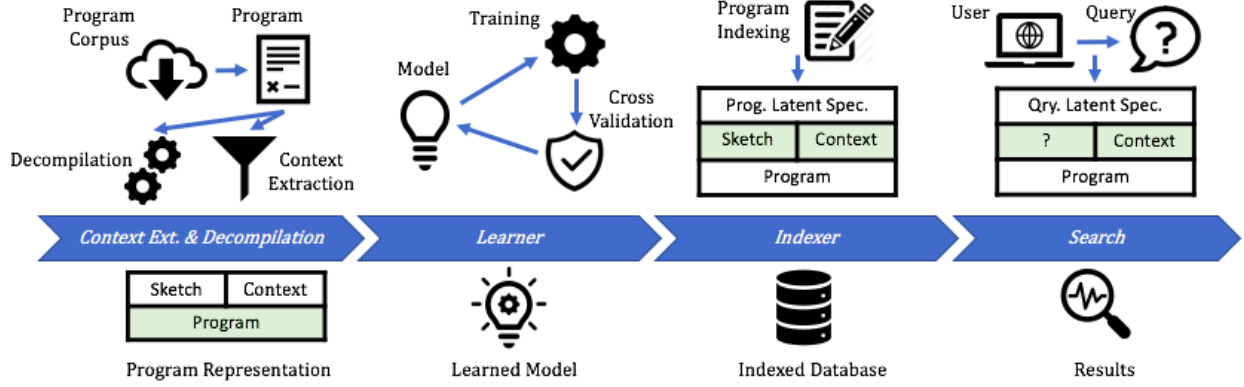 Program
Corpus
Program
Decompilation
Context
Extraction
Training
Model
Cross
Validation
Program
Indexing
Prog. Latent Spec.
Sketch
Context
Program
User
Query
?
Qry. Latent Spec.
?
Context
Program
Context Ext. & Decompilation
Learner
Indexer
Search
Sketch
Context
Program
Program Representation
Learned Model
Indexed Database
Results